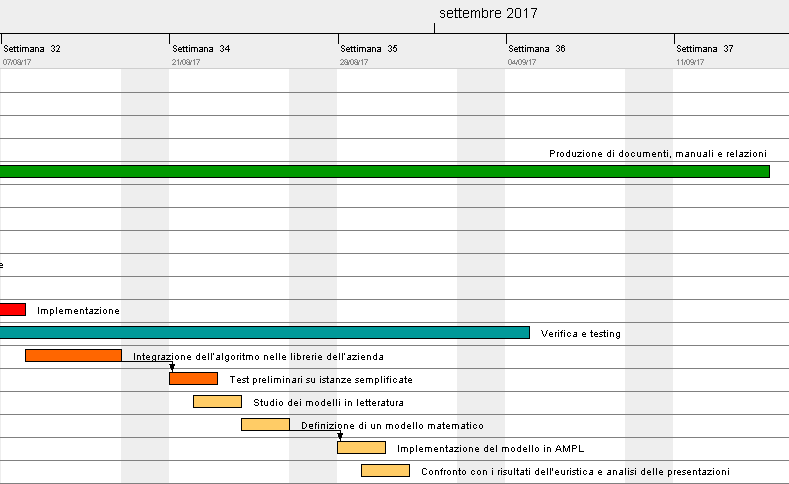 settembre 2017
Settimana 32
Settimana 34
Settimana 35
Settimana 36
Settimana 37
07/08/17
21/08/17
28/08/17
04/09/17
11/09/17
Produzione di documenti, manuali e relazioni
e
Implementazione
Verifica e testing
Integrazione dell'algoritmo nelle librerie dell'azienda
Test preliminari su istanze semplificate
Studio dei modelli in letteratura
Definizione di un modello matematico
Implementazione del modello in AMPL
Confronto con i risultati dell'euristica e analisi delle presentazioni